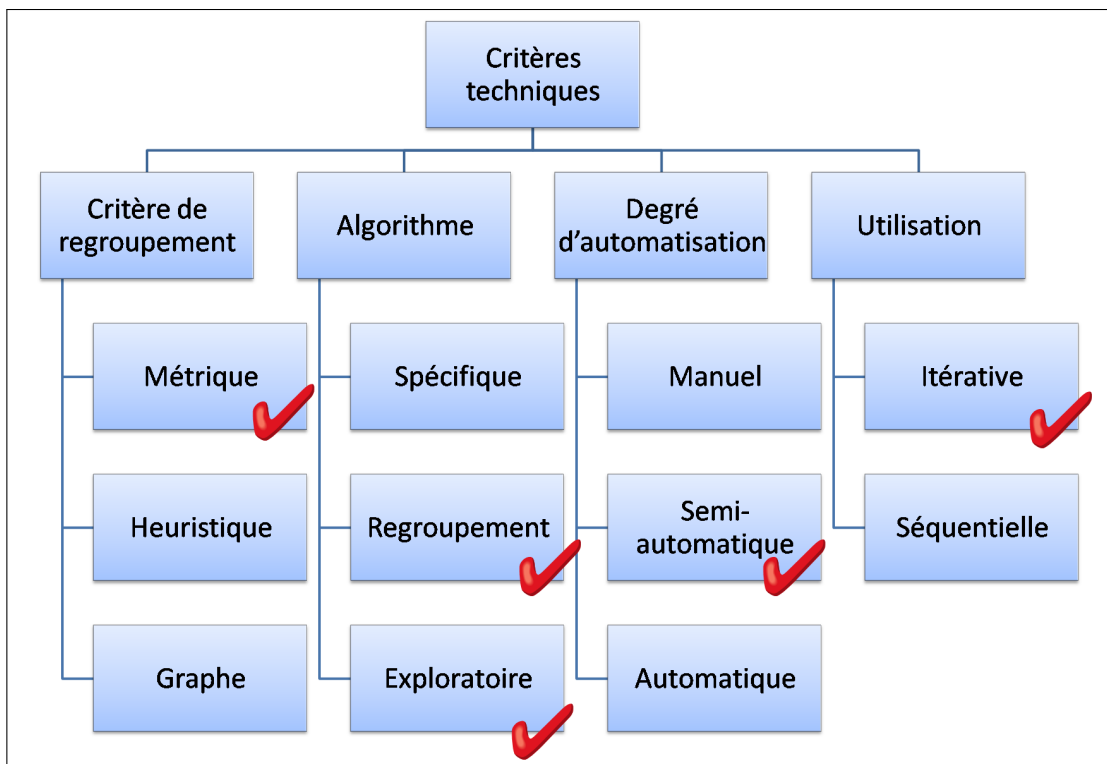 Critères
techniques
Critère de
regroupement
Algorithme
Degré
d'automatisation
Utilisation
Métrique
Spécifique
Manuel
Itérative
Heuristique
Regroupement
Semi-
automatique
Séquentielle
Graphe
Exploratoire
Automatique